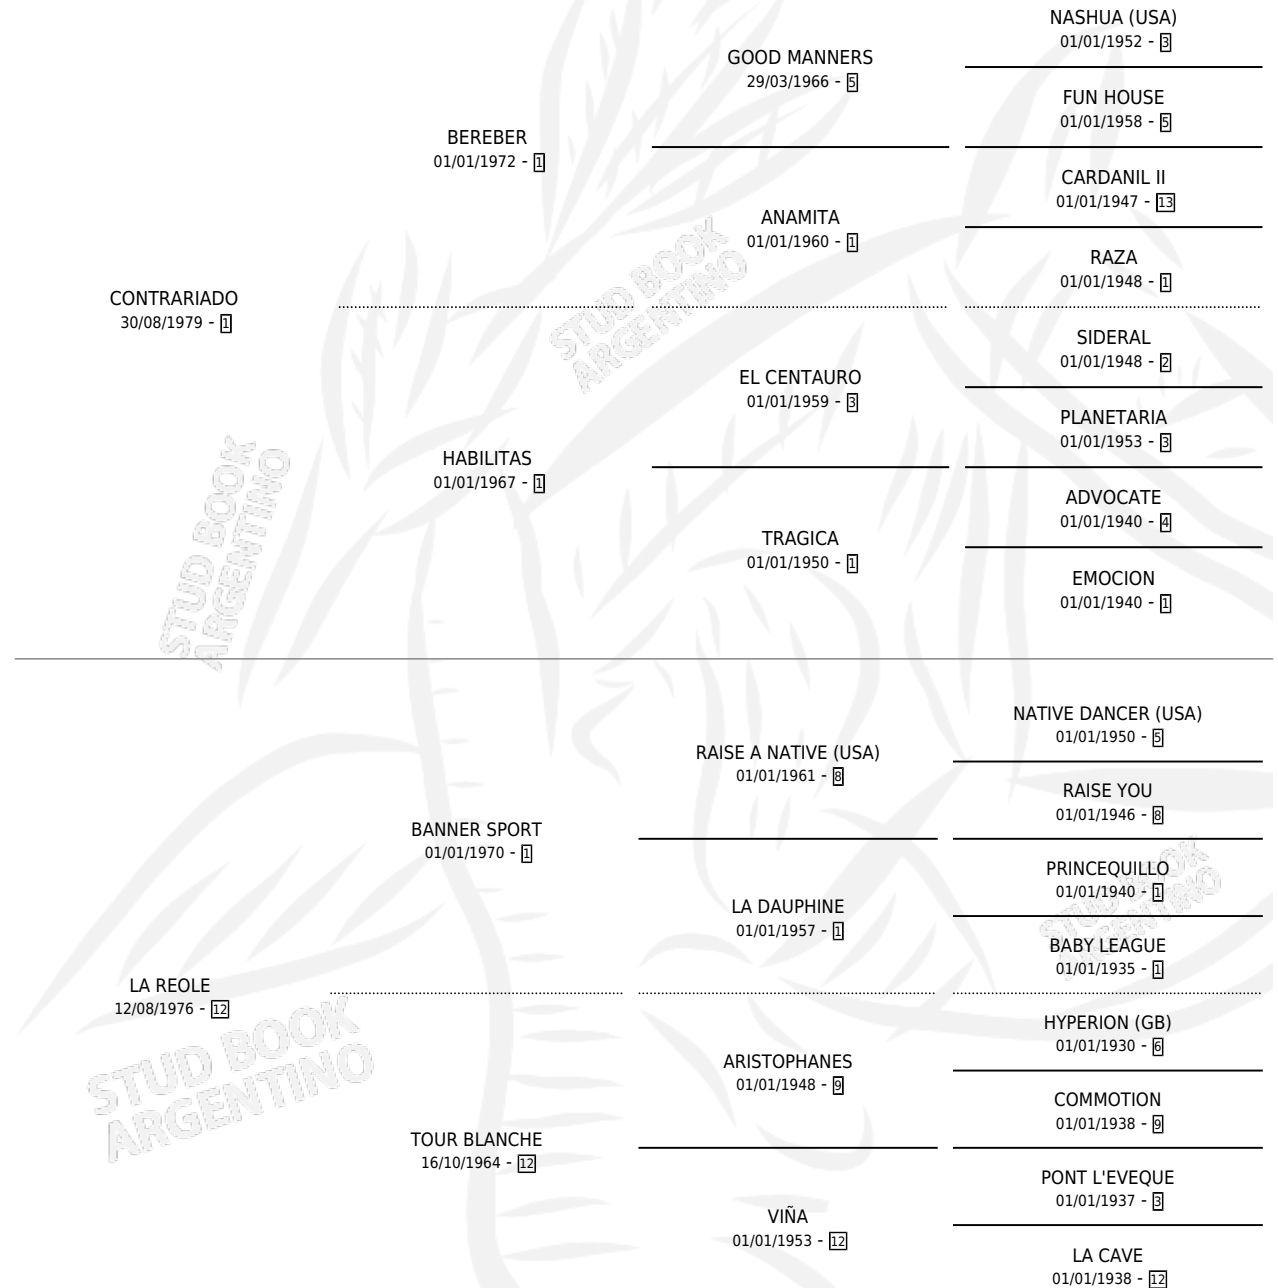 NASHUA (USA)
01/01/1952 - 3
GOOD MANNERS
29/03/1966 - 5
FUN HOUSE
01/01/1958 - 5
BEREBER
01/01/1972 - 1
CARDANIL II
01/01/1947 - 13
ANAMITA
01/01/1960 - 1
RAZA
01/01/1948 - 1
CONTRARIADO
30/08/1979 - 1
STUD BOOK
ARGENTINO
SIDERAL
01/01/1948 - 2
EL CENTAURO
01/01/1959 - 3
PLANETARIA
01/01/1953 - 3
HABILITAS
01/01/1967 - 1
ADVOCATE
01/01/1940 - 4
TRAGICA
01/01/1950 - 1
EMOCION
01/01/1940 - 1
STUD BOOK
ARGENTINO
NATIVE DANCER (USA)
01/01/1950 - 5
RAISE A NATIVE (USA)
01/01/1961 - 8
RAISE YOU
01/01/1946 - 8
BANNER SPORT
01/01/1970 - 1
PRINCEQUILLO
01/01/1940 - 1
LA DAUPHINE
01/01/1957 - 1
BABY LEAGUE
01/01/1935 - 1
STUD BOOK
ARGENTINO
LA REOLE
12/08/1976 - 12
HYPERION (GB)
01/01/1930 - 6
ARISTOPHANES
01/01/1948 - 9
COMMOTION
01/01/1938 - 9
STUD BOOK
ARGENTINO
TOUR BLANCHE
16/10/1964 - 12
PONT L'EVEQUE
01/01/1937 - 3
VIÑA
01/01/1953 - 12
LA CAVE
01/01/1938 - 12